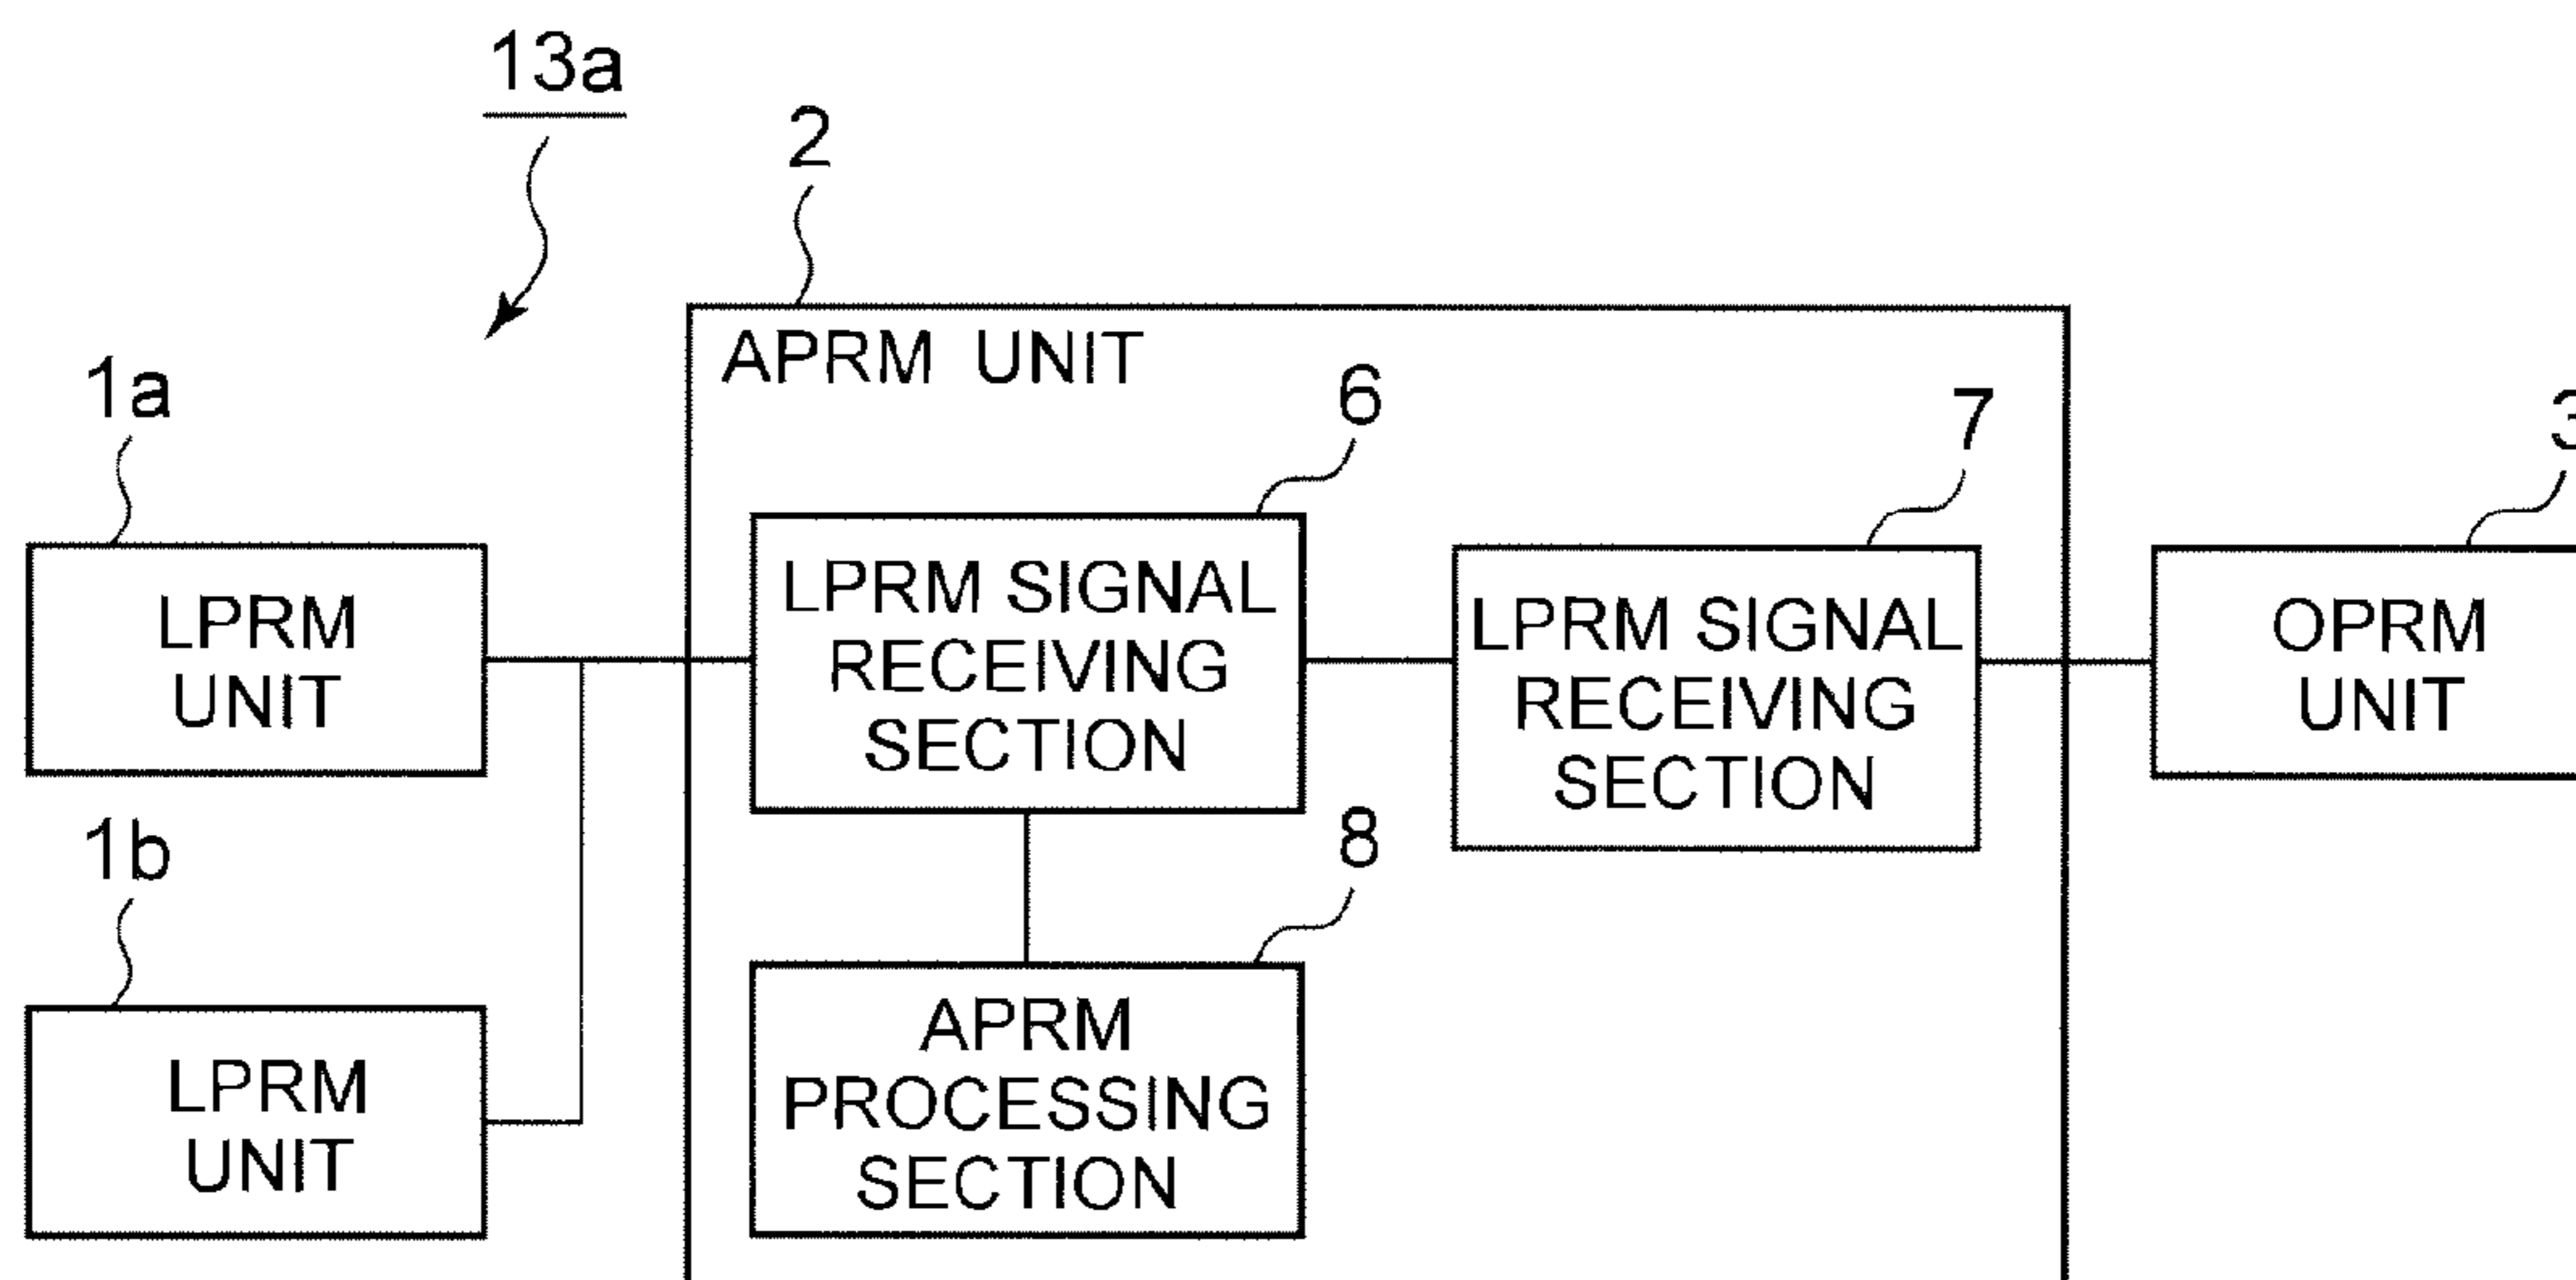 13a
2
APRM UNIT
1a
6
7
3
LPRM
UNIT
LPRM SIGNAL
RECEIVING
SECTION
LPRM SIGNAL
RECEIVING
SECTION
OPRM
UNIT
1b
8
LPRM
UNIT
APRM
PROCESSING
SECTION